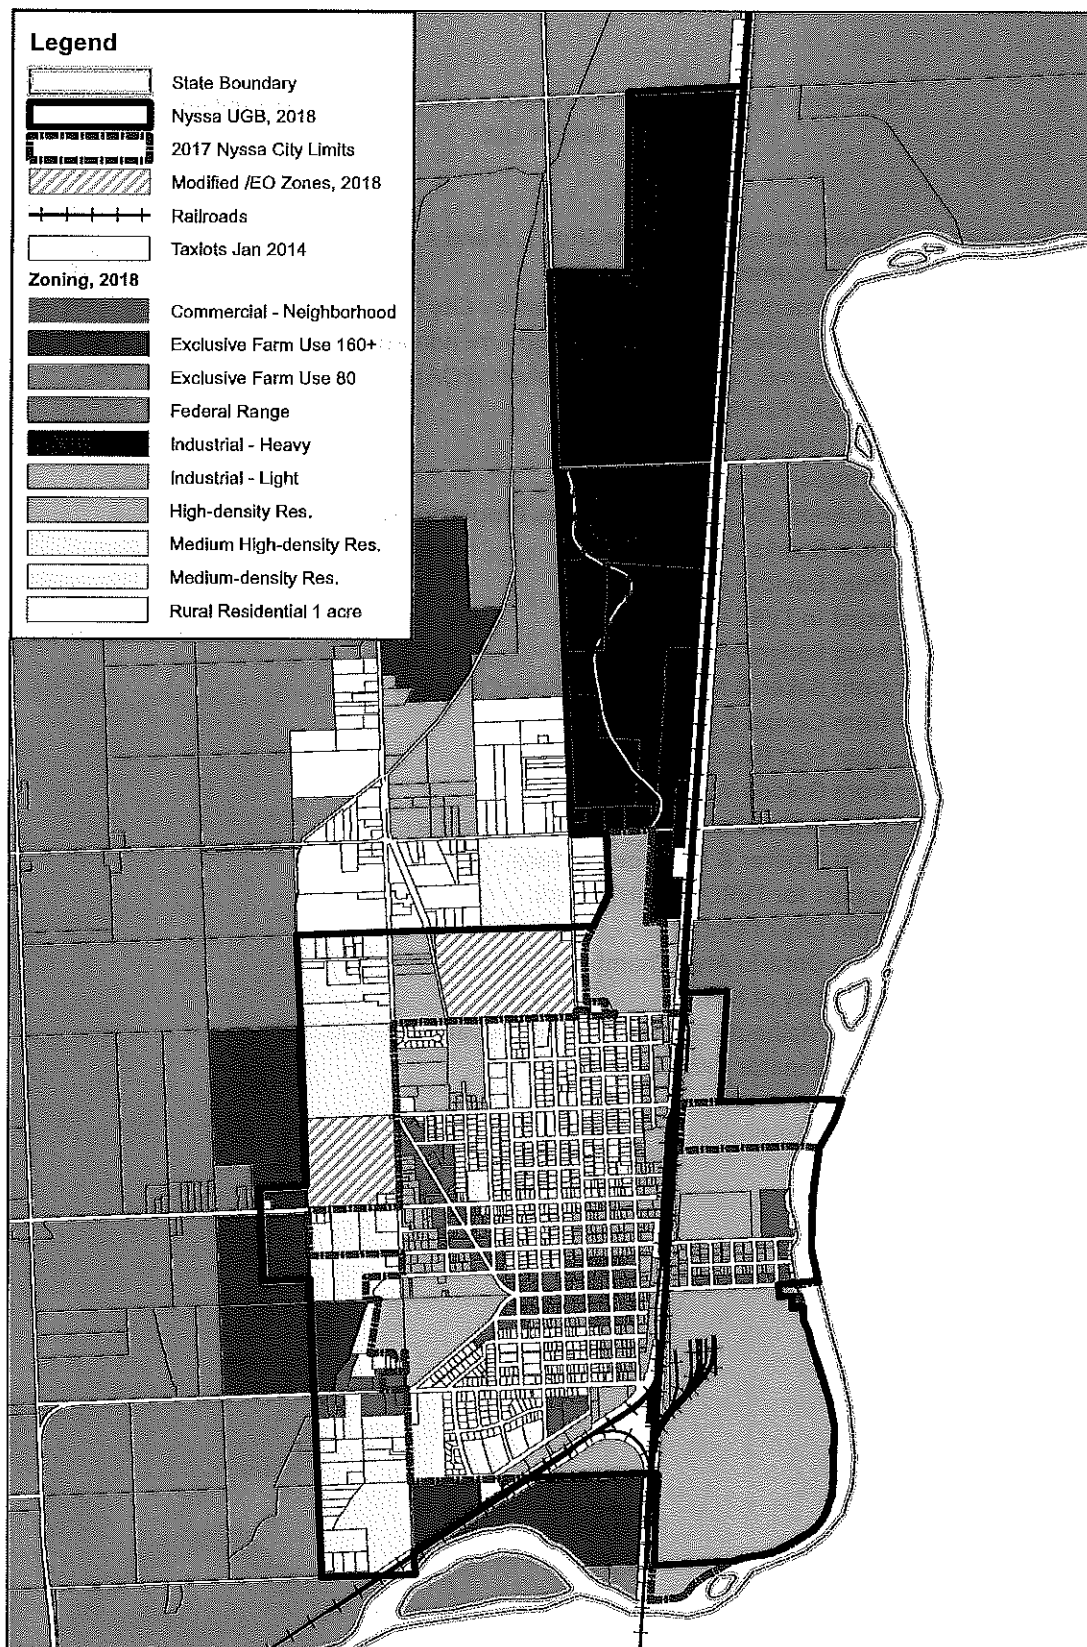 Legend
State Boundary
Nyssa UGB, 2018
2017 Nyssa City Limits
Modified /EO Zones, 2018
Railroads
Taxlots Jan 2014
Zoning, 2018
Commercial - Neighborhood
Exclusive Farm Use 160+
Exclusive Farm Use 80
Federal Range
Industrial - Heavy
Industrial - Light
High-density Res.
Medium High-density Res.
Medium-density Res.
Rural Residential 1 acre